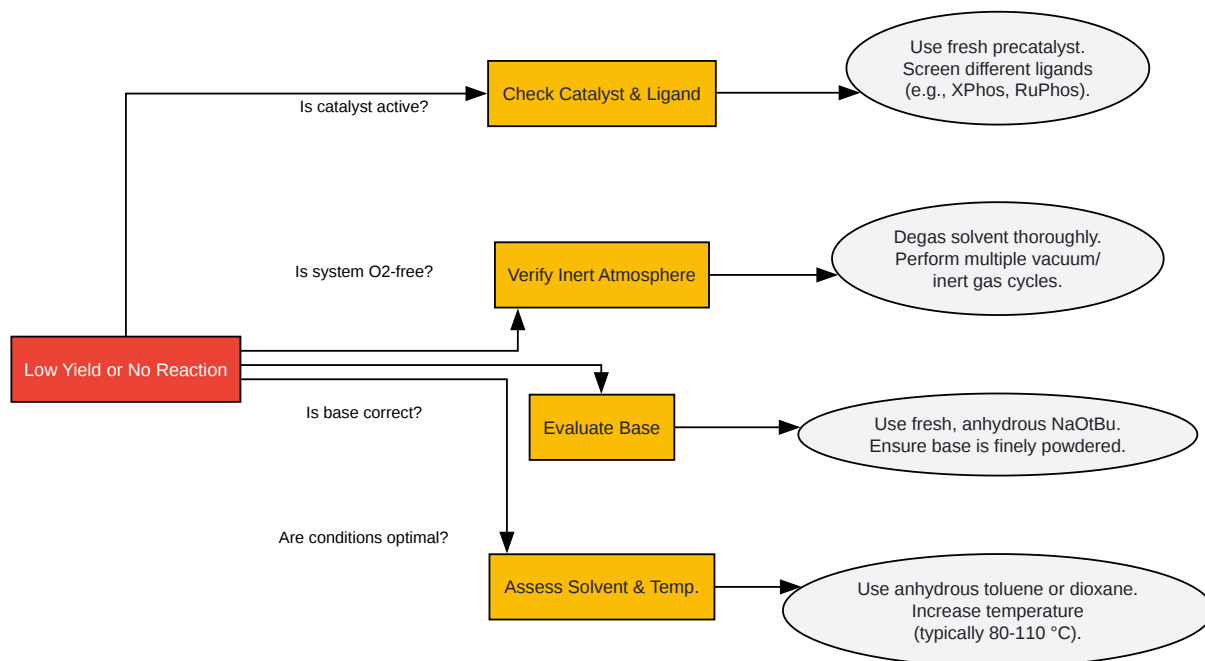 Use fresh precatalyst.
Screen different ligands
(e.g., XPhos, RuPhos).
Check Catalyst & Ligand
Is catalyst active?
Degas solvent thoroughly.
Perform multiple vacuum/
inert gas cycles.
Is system O2-free?
Verify Inert Atmosphere
Low Yield or No Reaction
Is base correct?
Evaluate Base
Use fresh, anhydrous NaOtBu.
Ensure base is finely powdered.
Are conditions optimal?
Assess Solvent & Temp.
Use anhydrous toluene or dioxane.
Increase temperature
(typically 80-110 °C).